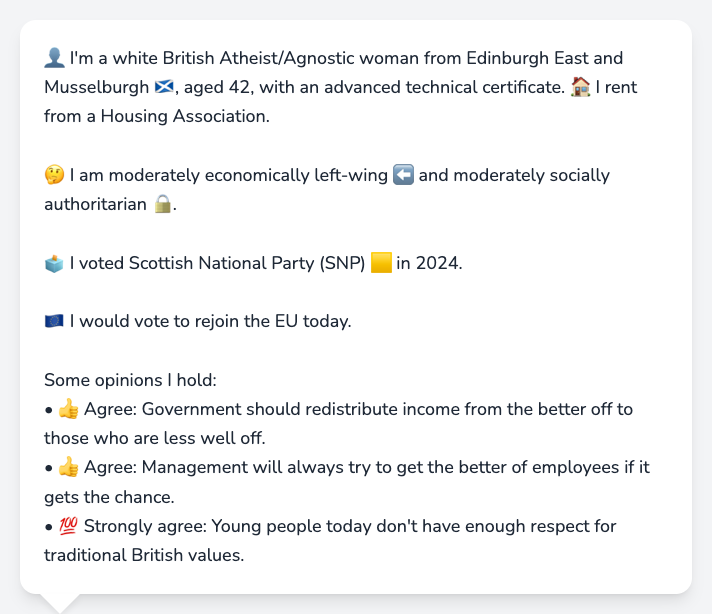 👤 I'm a white British Atheist/Agnostic woman from Edinburgh East and
Musselburgh 🏴󠁧󠁢󠁳󠁣󠁴󠁿, aged 42, with an advanced technical certificate. 🏠 I rent
from a Housing Association.
🤔 I am moderately economically left-wing ⬅️ and moderately socially
authoritarian 🔒.
🗳️ I voted Scottish National Party (SNP) 🟨 in 2024.
🇪🇺 I would vote to rejoin the EU today.
Some opinions I hold:
• 👍 Agree: Government should redistribute income from the better off to
those who are less well off.
• 👍 Agree: Management will always try to get the better of employees if it
gets the chance.
• 💯 Strongly agree: Young people today don't have enough respect for
traditional British values.